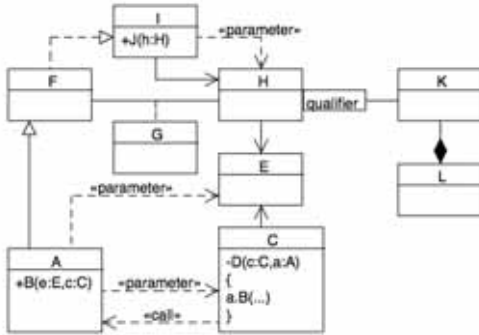 I
+J(h:H)
«parameter»
F
H
K
qualifier
G
E
L
«parameter»
A
+B(e:E,c:C)
«parameter»
«call»
C
-D(c:C,a:A)
{
a.B(...)
}